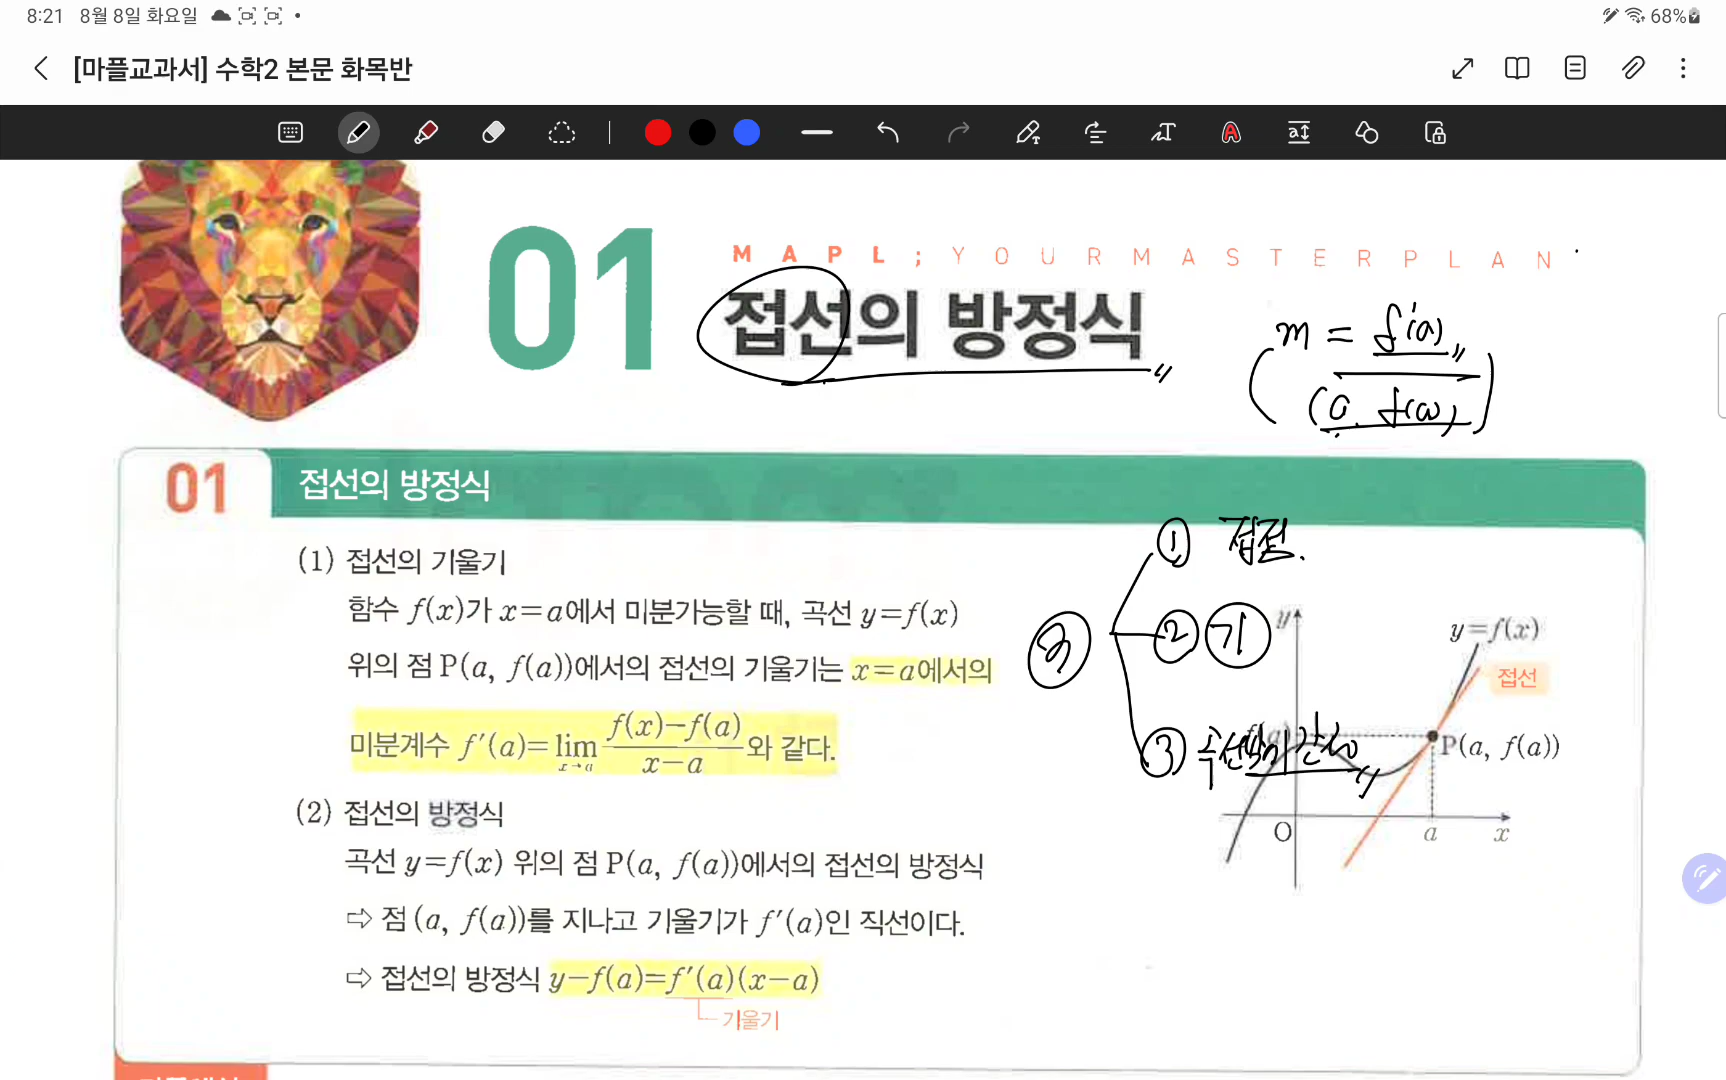 8:21 8월 8일 화요일
68%
[마플교과서] 수학2 본문 화목반
01
MAPL;YOURMASTERPLAN
접선의 방정식
m = f'(a)
(a, f(a))
01 접선의 방정식
(1) 접선의 기울기
함수 f(x)가 x=a에서 미분가능할 때, 곡선 y=f(x)
위의 점 P(a, f(a))에서의 접선의 기울기는 x=a에서의
미분계수 f′(a)=lim x→a f(x)−f(a) / x−a 와 같다.
(2) 접선의 방정식
곡선 y=f(x) 위의 점 P(a, f(a))에서의 접선의 방정식
⇨ 점 (a, f(a))를 지나고 기울기가 f′(a)인 직선이다.
⇨ 접선의 방정식 y−f(a)=f′(a)(x−a)
기울기
① 접점.
② 기
③
y
y=f(x)
접선
f(a)
P(a, f(a))
O
a
x